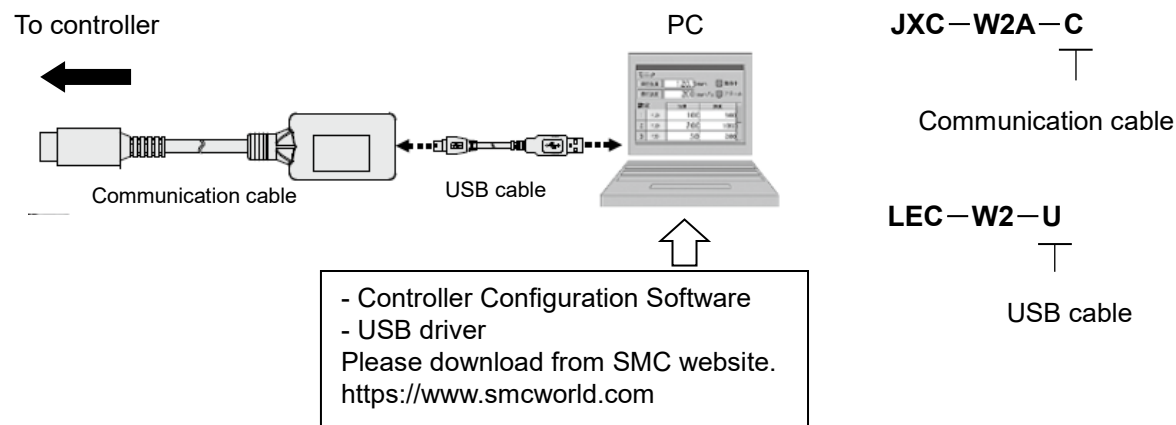 To controller
PC
JXC－W2A－C
Communication cable
Communication cable
USB cable
LEC－W2－U
USB cable
- Controller Configuration Software
- USB driver
Please download from SMC website.
https://www.smcworld.com